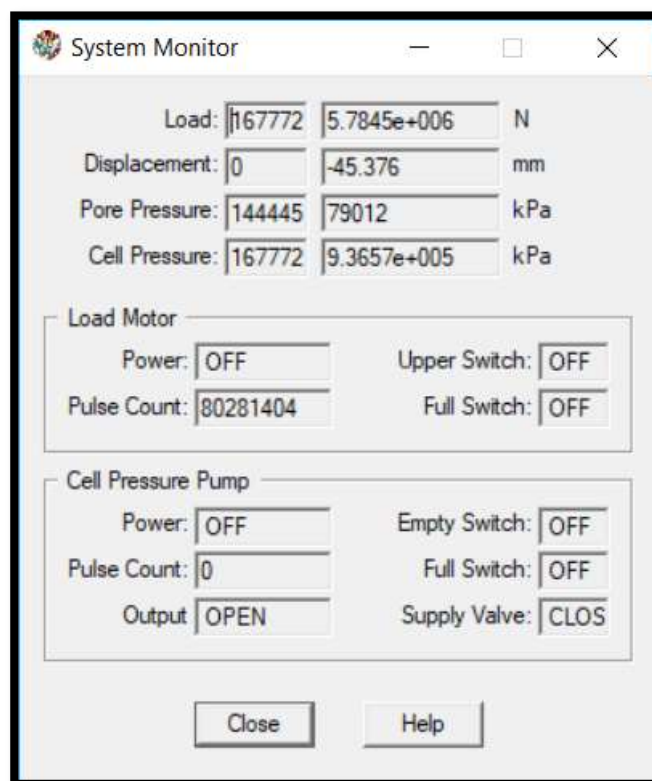 System Monitor
Load: 167772 5.7845e+006 N
Displacement: 0 -45.376 mm
Pore Pressure: 144445 79012 kPa
Cell Pressure: 167772 9.3657e+005 kPa
Load Motor
Power: OFF Upper Switch: OFF
Pulse Count: 80281404 Full Switch: OFF
Cell Pressure Pump
Power: OFF Empty Switch: OFF
Pulse Count: 0 Full Switch: OFF
Output OPEN Supply Valve: CLOS
Close Help